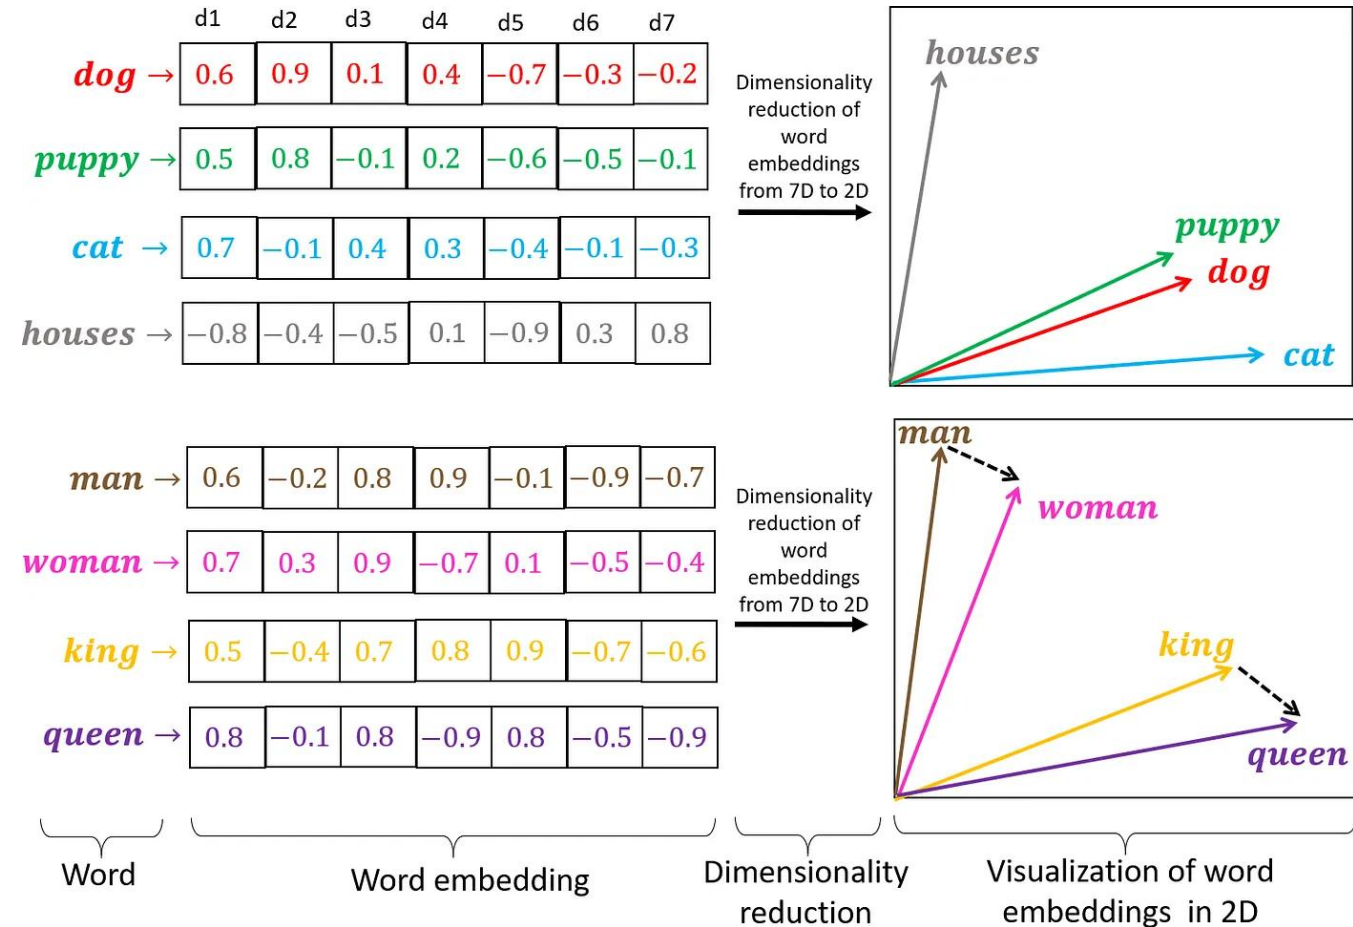 d1 d2 d3 d4 d5 d6 d7
dog → 0.6 0.9 0.1 0.4 −0.7 −0.3 −0.2
puppy → 0.5 0.8 −0.1 0.2 −0.6 −0.5 −0.1
cat → 0.7 −0.1 0.4 0.3 −0.4 −0.1 −0.3
houses → −0.8 −0.4 −0.5 0.1 −0.9 0.3 0.8
Dimensionality
reduction of
word
embeddings
from 7D to 2D
houses
puppy
dog
cat
man → 0.6 −0.2 0.8 0.9 −0.1 −0.9 −0.7
woman → 0.7 0.3 0.9 −0.7 0.1 −0.5 −0.4
king → 0.5 −0.4 0.7 0.8 0.9 −0.7 −0.6
queen → 0.8 −0.1 0.8 −0.9 0.8 −0.5 −0.9
Dimensionality
reduction of
word
embeddings
from 7D to 2D
man
woman
king
queen
Word
Word embedding
Dimensionality
reduction
Visualization of word
embeddings in 2D